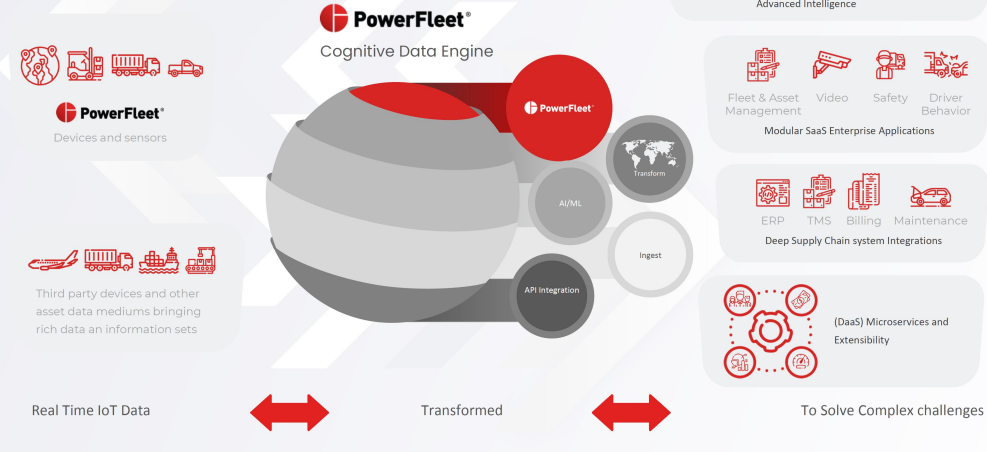 PowerFleet®
Cognitive Data Engine
PowerFleet®
Devices and sensors
Third party devices and other
asset data mediums bringing
rich data an information sets
PowerFleet®
Transform
AI/ML
Ingest
API Integration
Advanced Intelligence
Fleet & Asset
Management
Video
Safety
Driver
Behavior
Modular SaaS Enterprise Applications
ERP
TMS
Billing
Maintenance
Deep Supply Chain system Integrations
(DaaS) Microservices and
Extensibility
Real Time IoT Data
Transformed
To Solve Complex challenges